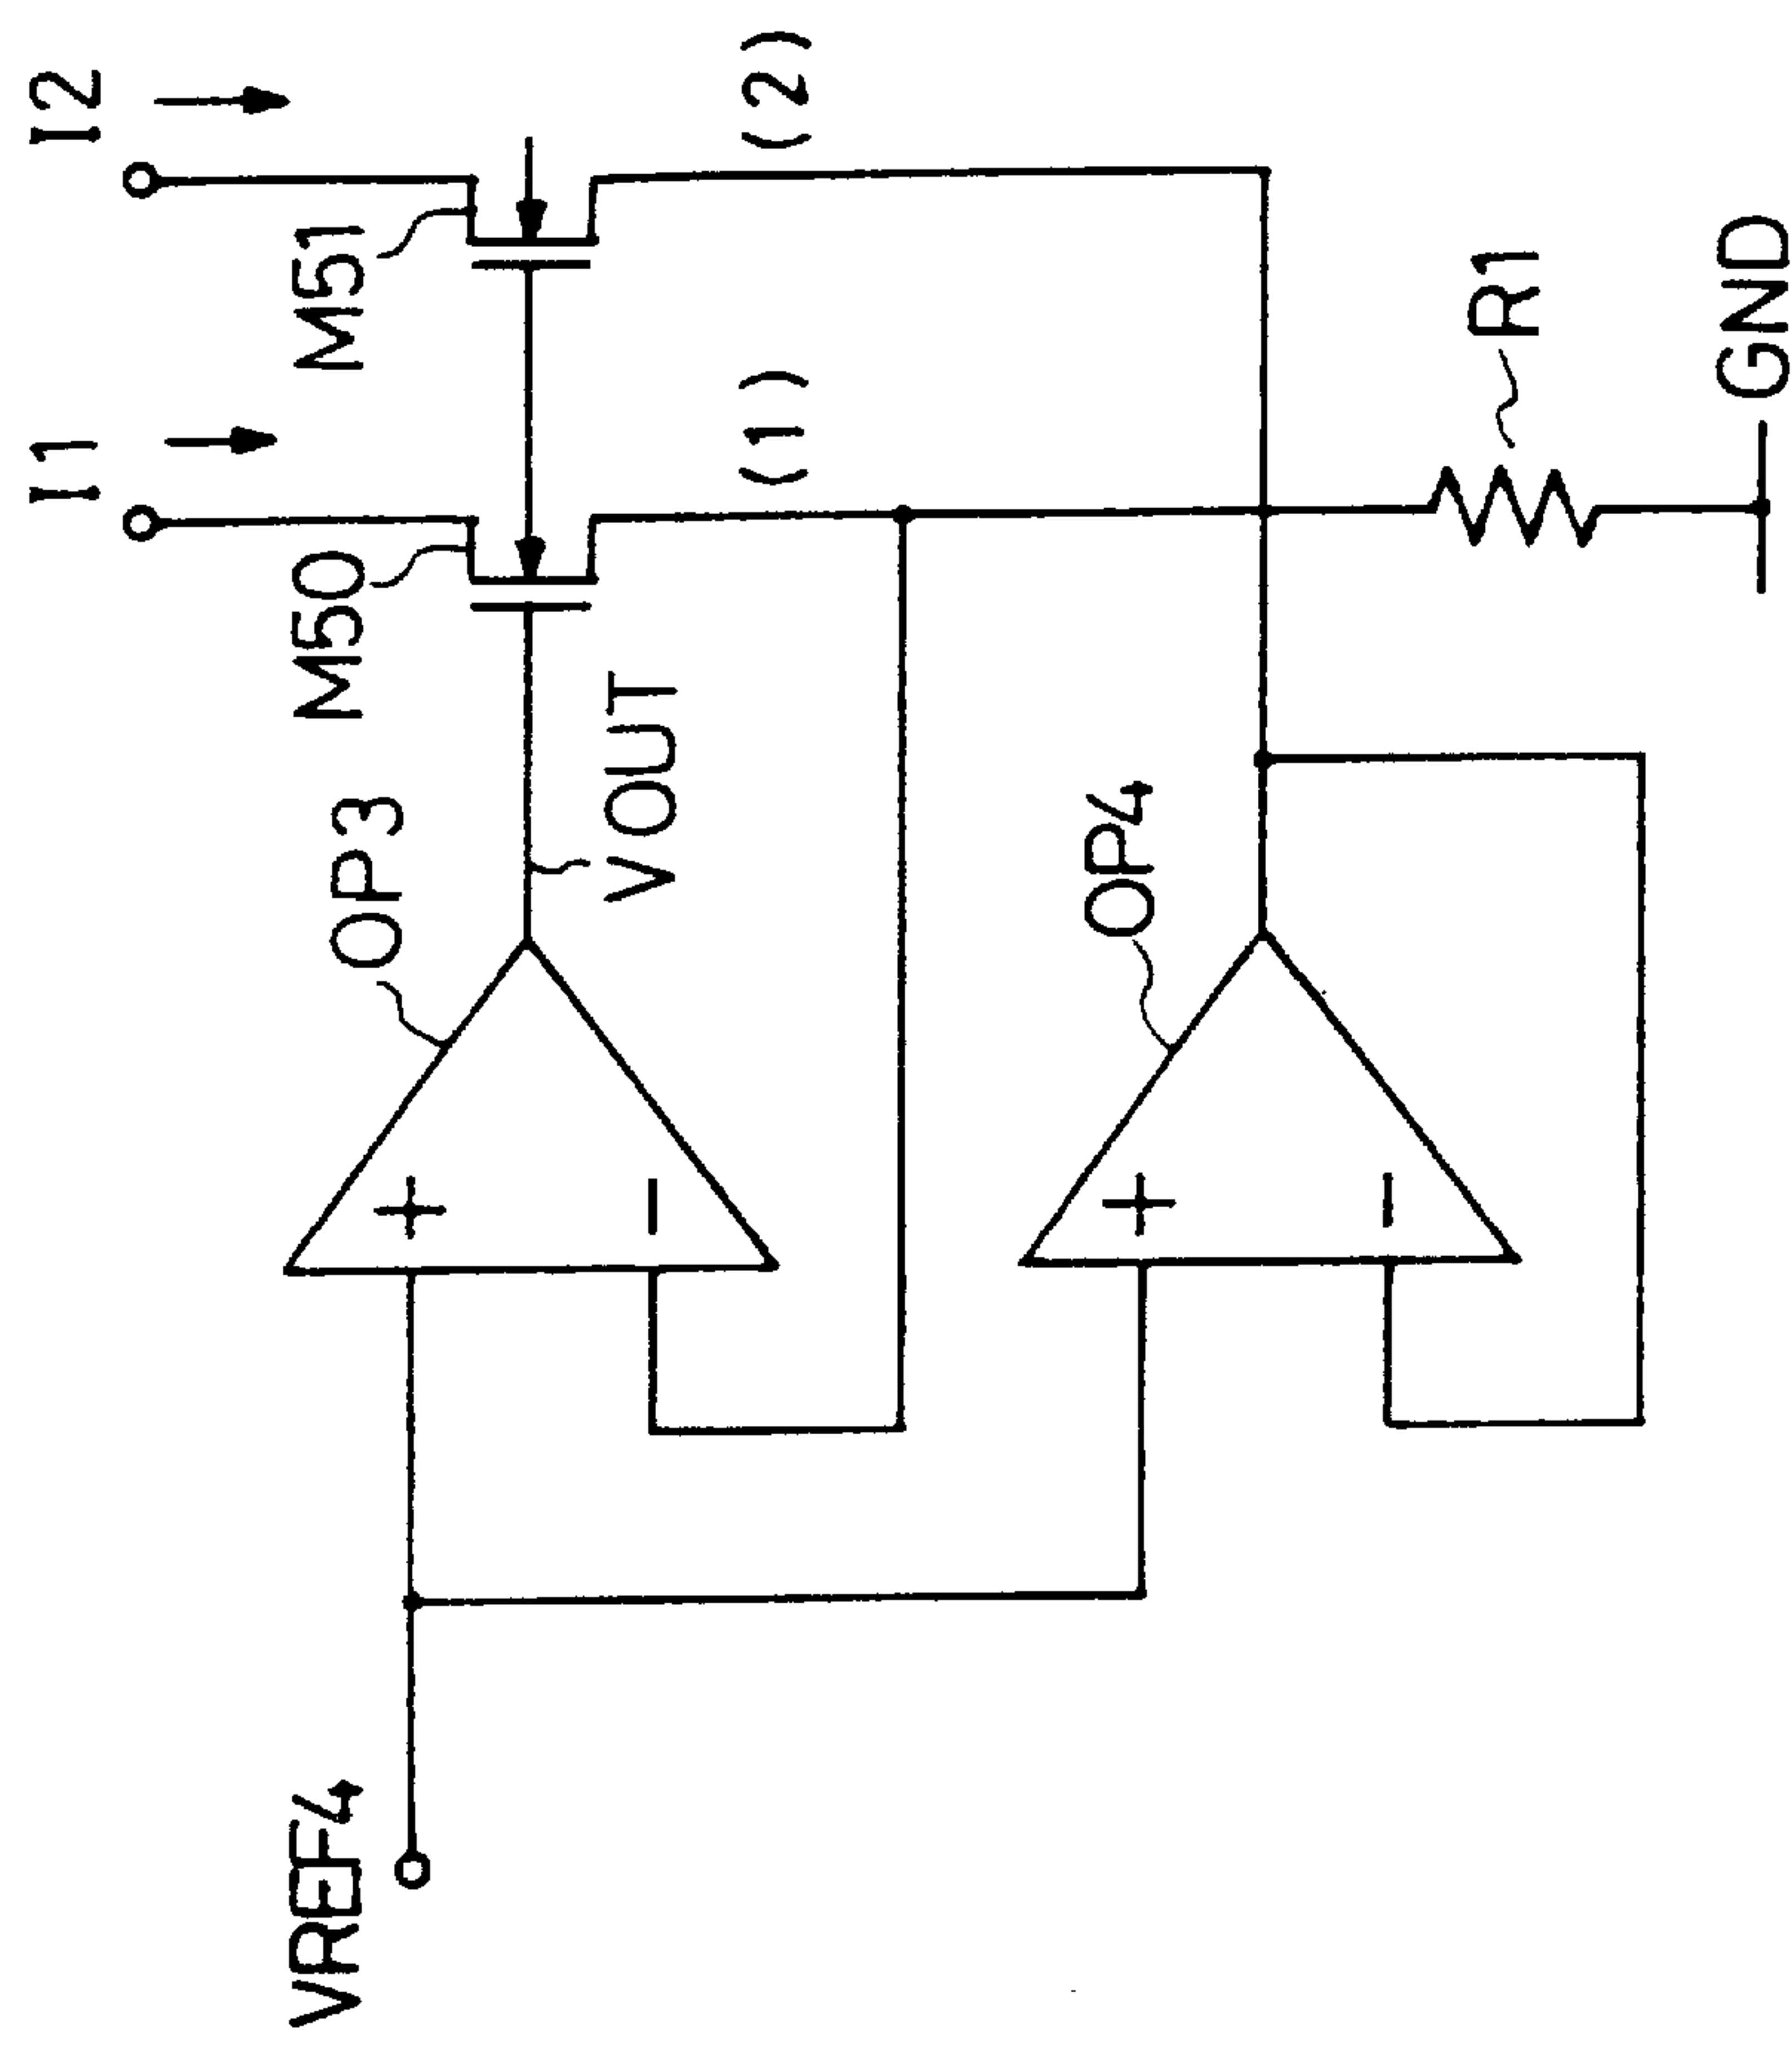 I1
I2
M50
M51
OP3
VOUT
(1)
(2)
+
−
VREF4
OP4
+
−
R1
GND